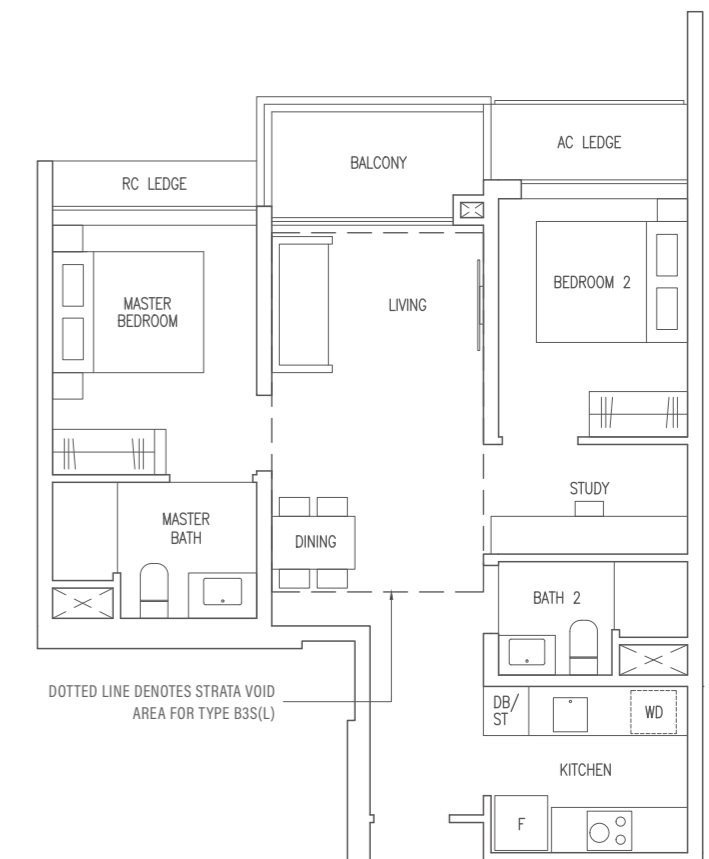 AC LEDGE
BALCONY
RC LEDGE
BEDROOM 2
MASTER
BEDROOM
LIVING
STUDY
MASTER
BATH
DINING
BATH 2
DOTTED LINE DENOTES STRATA VOID
AREA FOR TYPE B3S(L)
DB/
ST
WD
KITCHEN
F